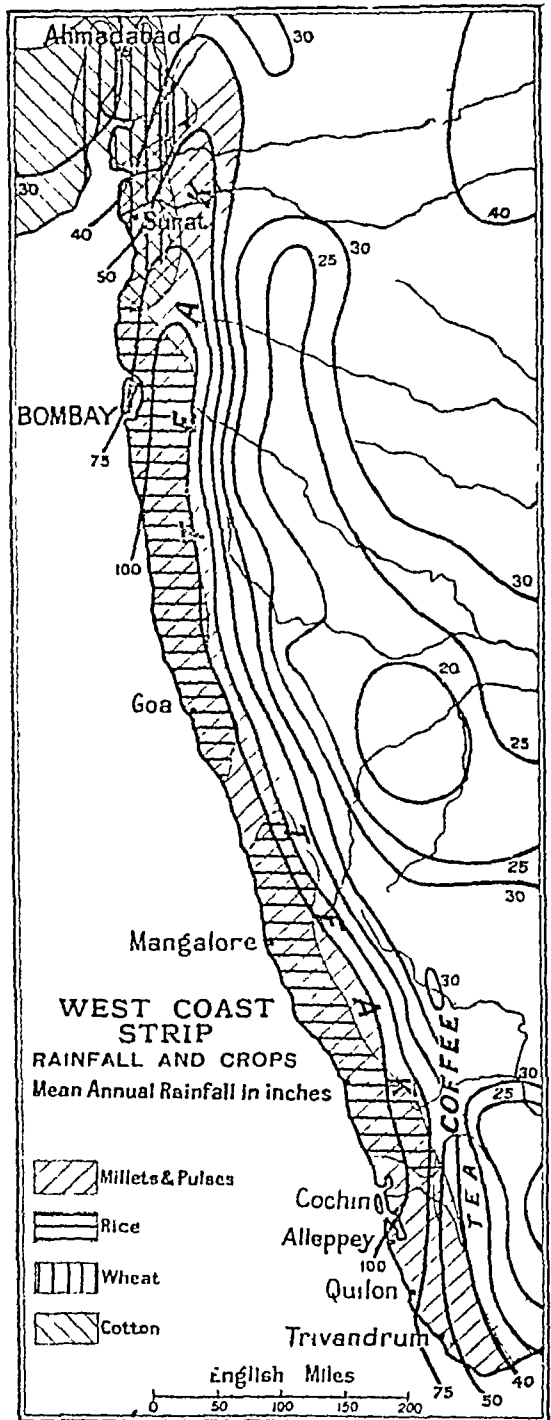 Ahmadabad
30
30
40
Surat
40
50
30
25
TEAK
BOMBAY
75
100
30
20
Goa
25
25
30
TEAK
Mangalore
30
WEST COAST
STRIP
RAINFALL AND CROPS
Mean Annual Rainfall in inches
COFFEE
30
25
TEA
Millets & Pulses
Rice
Wheat
Cotton
Cochin
Alleppey
100
Quilon
Trivandrum
40
50
75
English Miles
0 50 100 150 200